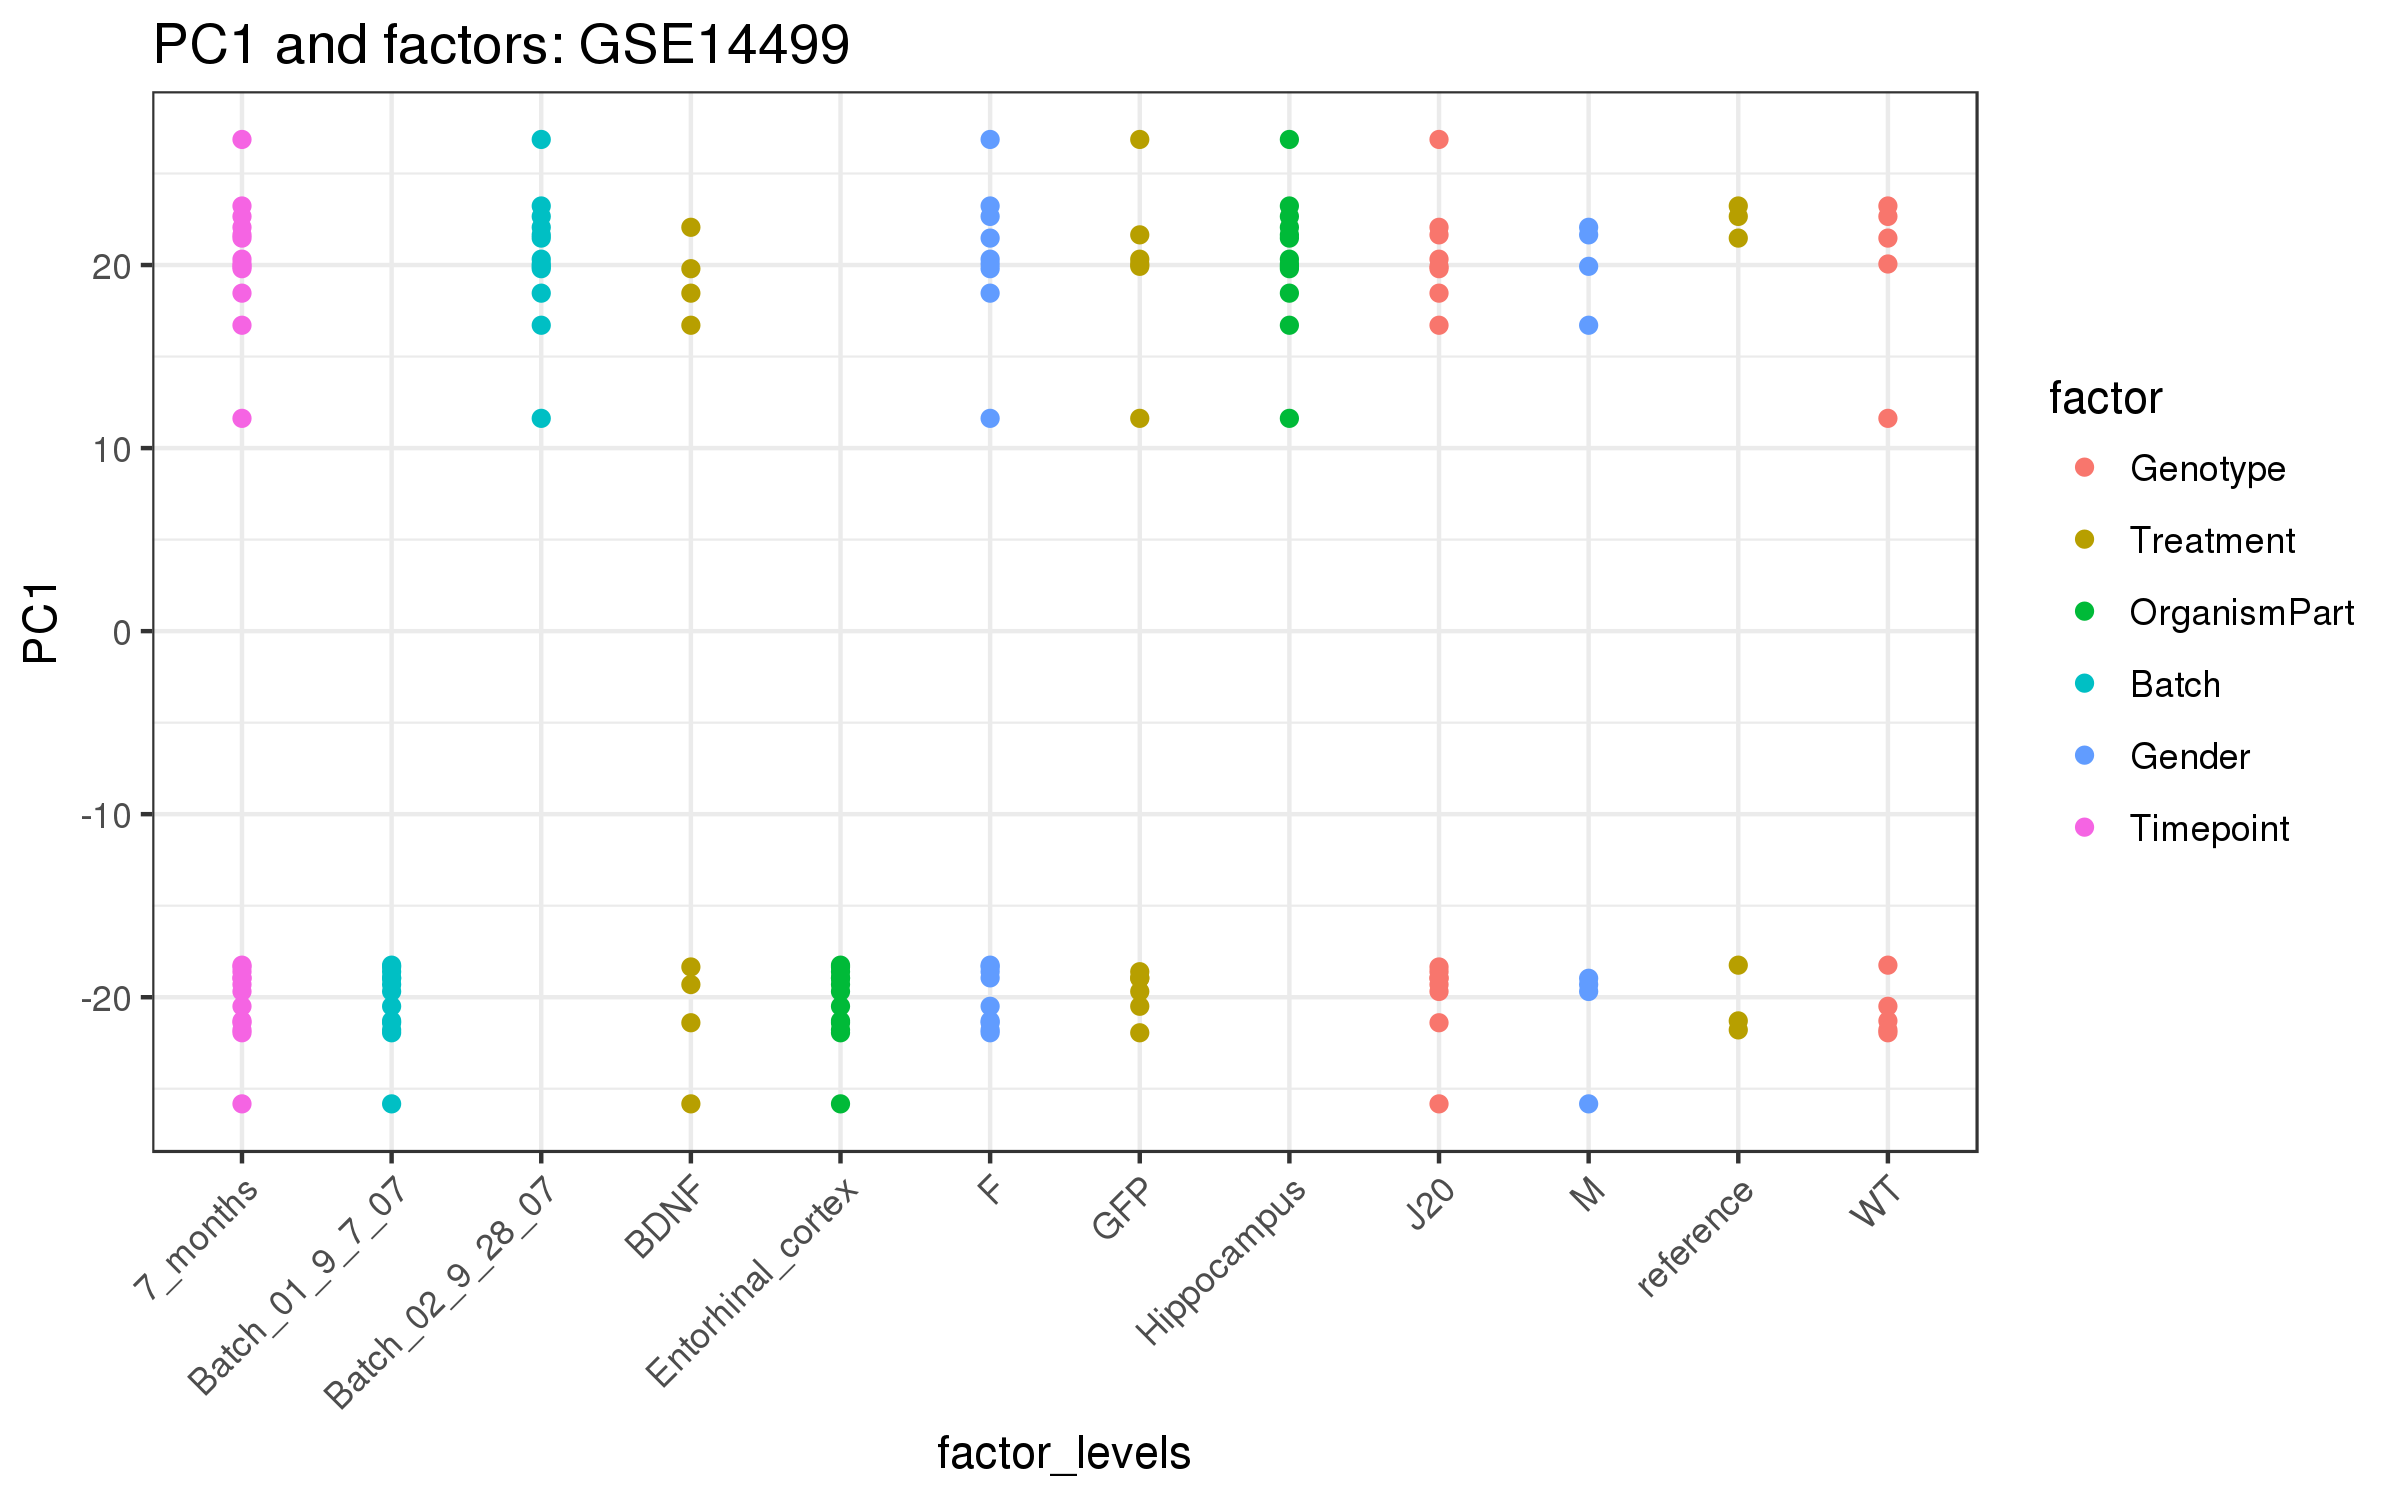 PC1 and factors: GSE14499
PC1
20
10
0
-10
-20
7_months
Batch_01_9_7_07
Batch_02_9_28_07
BDNF
Entorhinal_cortex
F
GFP
Hippocampus
J20
M
reference
WT
factor_levels
factor
Genotype
Treatment
OrganismPart
Batch
Gender
Timepoint